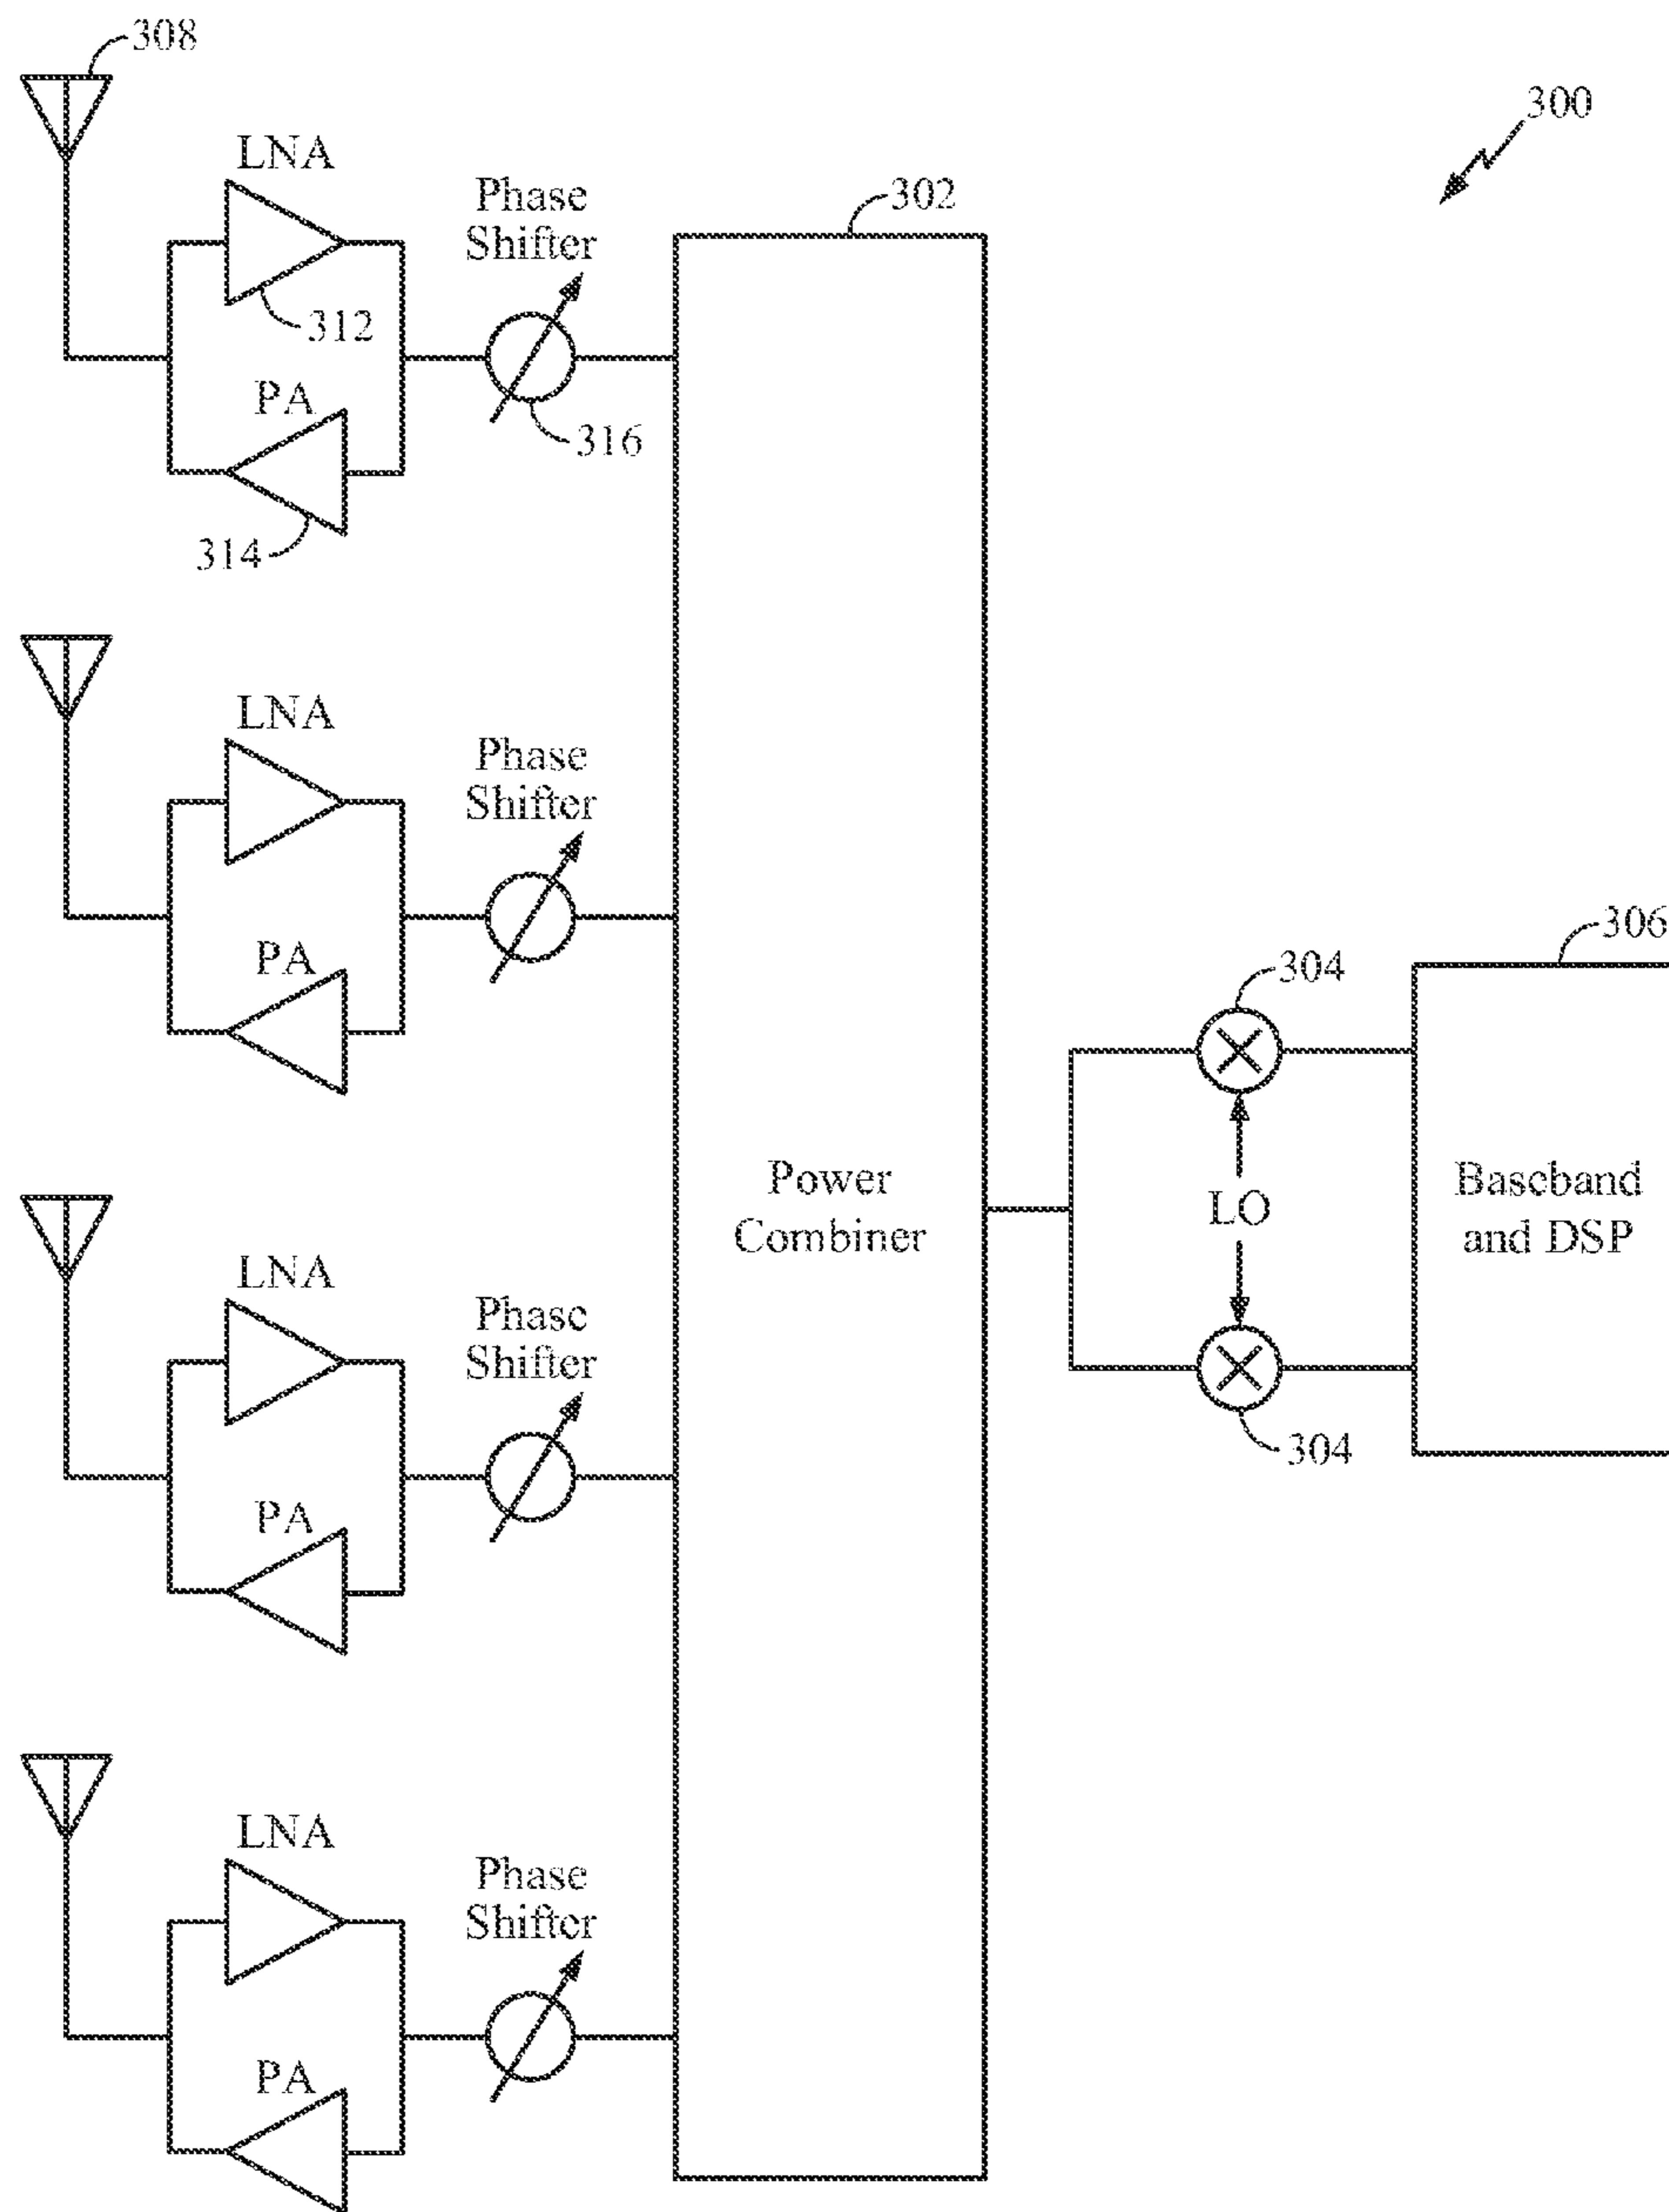 308
300
LNA
Phase
Shifter
302
312
PA
316
314
LNA
Phase
Shifter
PA
306
304
Power
Combiner
LO
Baseband
and DSP
LNA
Phase
Shifter
304
PA
LNA
Phase
Shifter
PA